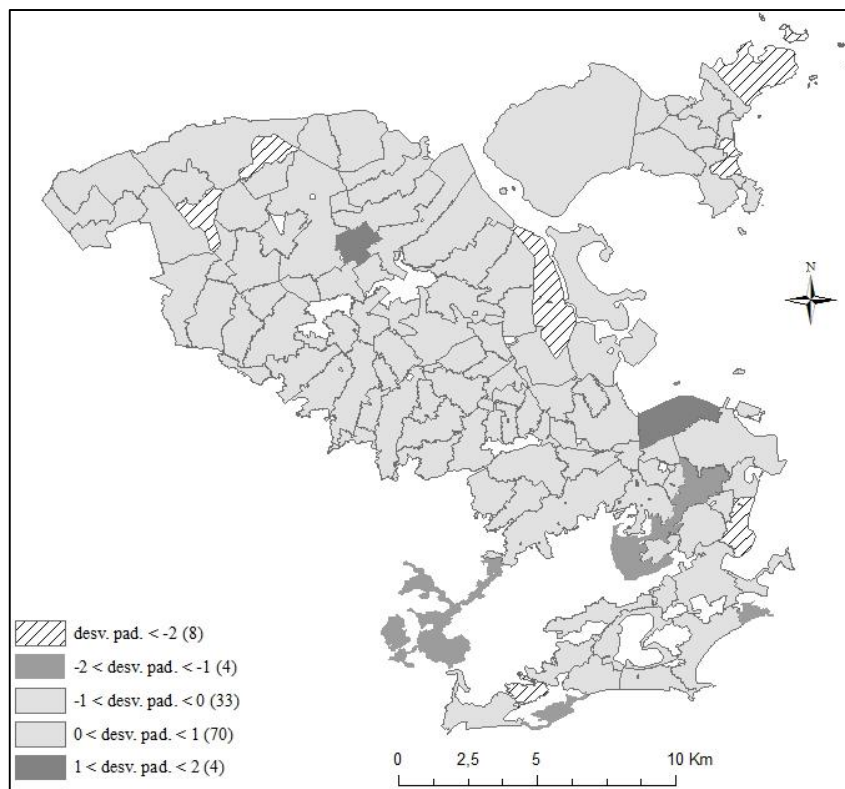 N
desv. pad. < -2 (8)
-2 < desv. pad. < -1 (4)
-1 < desv. pad. < 0 (33)
0 < desv. pad. < 1 (70)
1 < desv. pad. < 2 (4)
0 2,5 5 10 Km